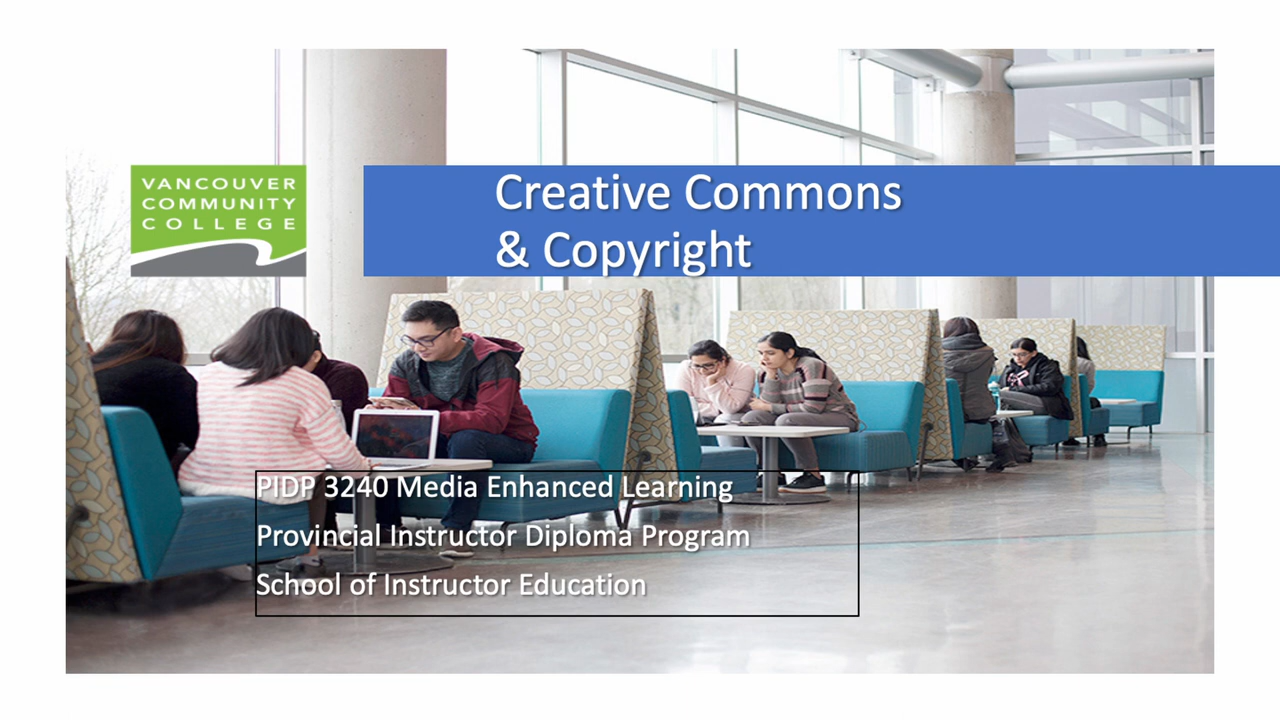 VANCOUVER
COMMUNITY
COLLEGE
Creative Commons
& Copyright
PIDP 3240 Media Enhanced Learning
Provincial Instructor Diploma Program
School of Instructor Education